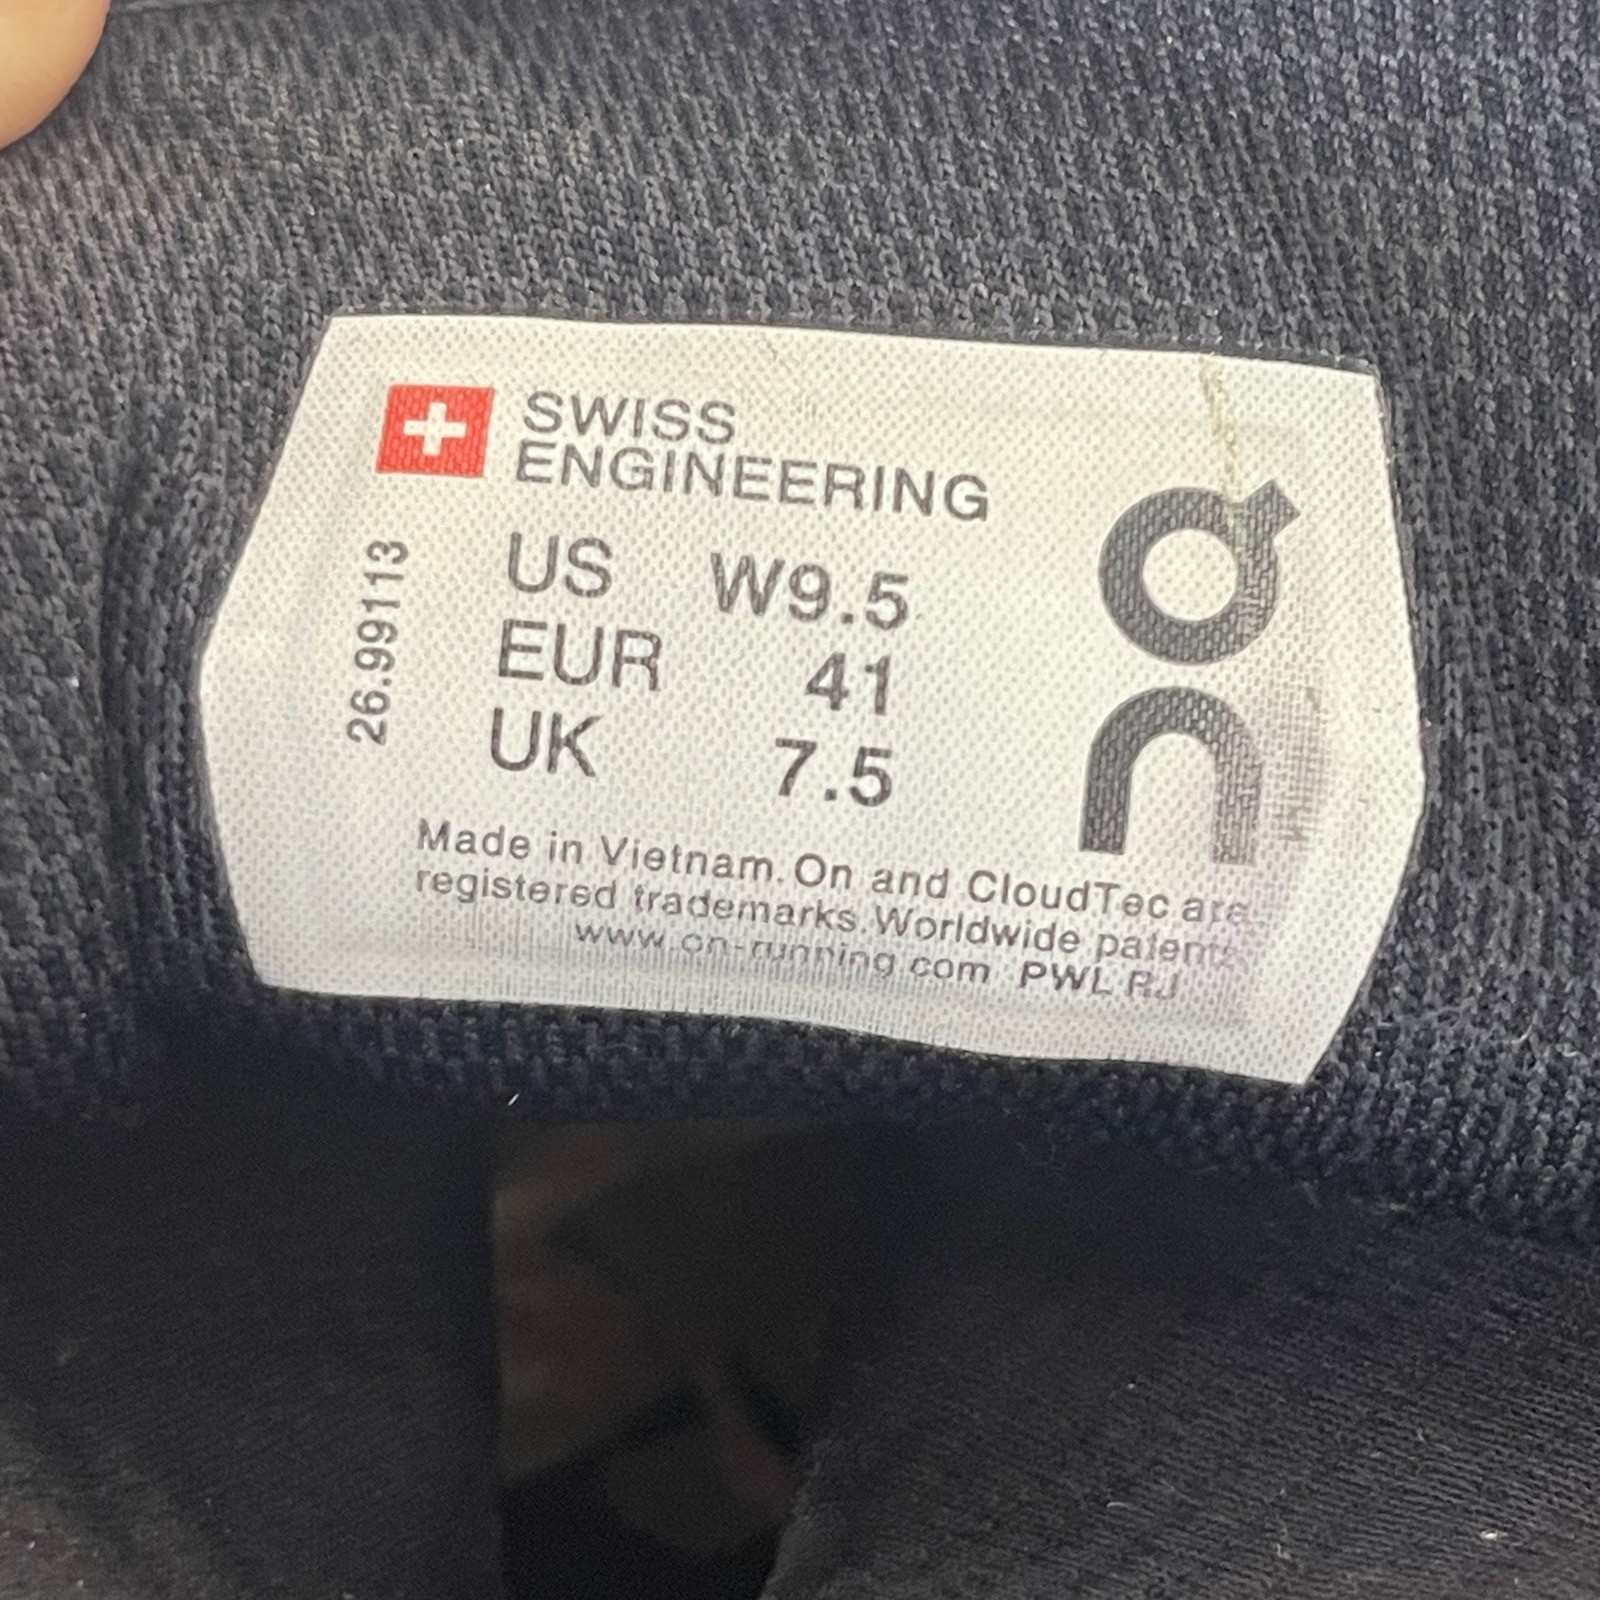 SWISS
ENGINEERING
26.99113
US W9.5
EUR 41
UK 7.5
Made in Vietnam. On and CloudTec are
registered trademarks. Worldwide patents
www.on-running.com PWL RJ
On